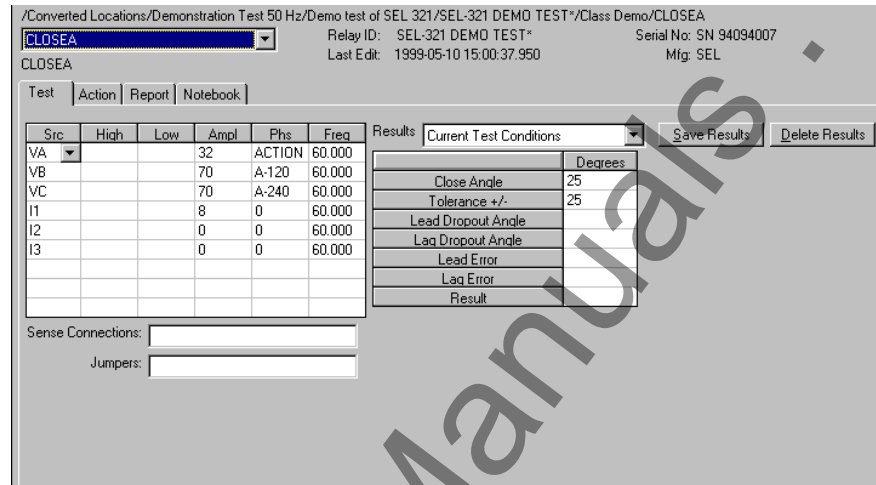 /Converted Locations/Demonstration Test 50 Hz/Demo test of SEL 321/SEL-321 DEMO TEST*/Class Demo/CLOSEA
CLOSEA Relay ID: SEL-321 DEMO TEST* Serial No: SN 94094007
Last Edit: 1999-05-10 15:00:37.950 Mfg: SEL
CLOSEA
Test Action Report Notebook
Results Current Test Conditions Save Results Delete Results
Src High Low Ampl Phs Freq
VA 32 ACTION 60.000
VB 70 A-120 60.000
VC 70 A-240 60.000
I1 8 0 60.000
I2 0 0 60.000
I3 0 0 60.000
Degrees
Close Angle 25
Tolerance +/- 25
Lead Dropout Angle
Lag Dropout Angle
Lead Error
Lag Error
Result
Sense Connections:
Jumpers:
Manuals.